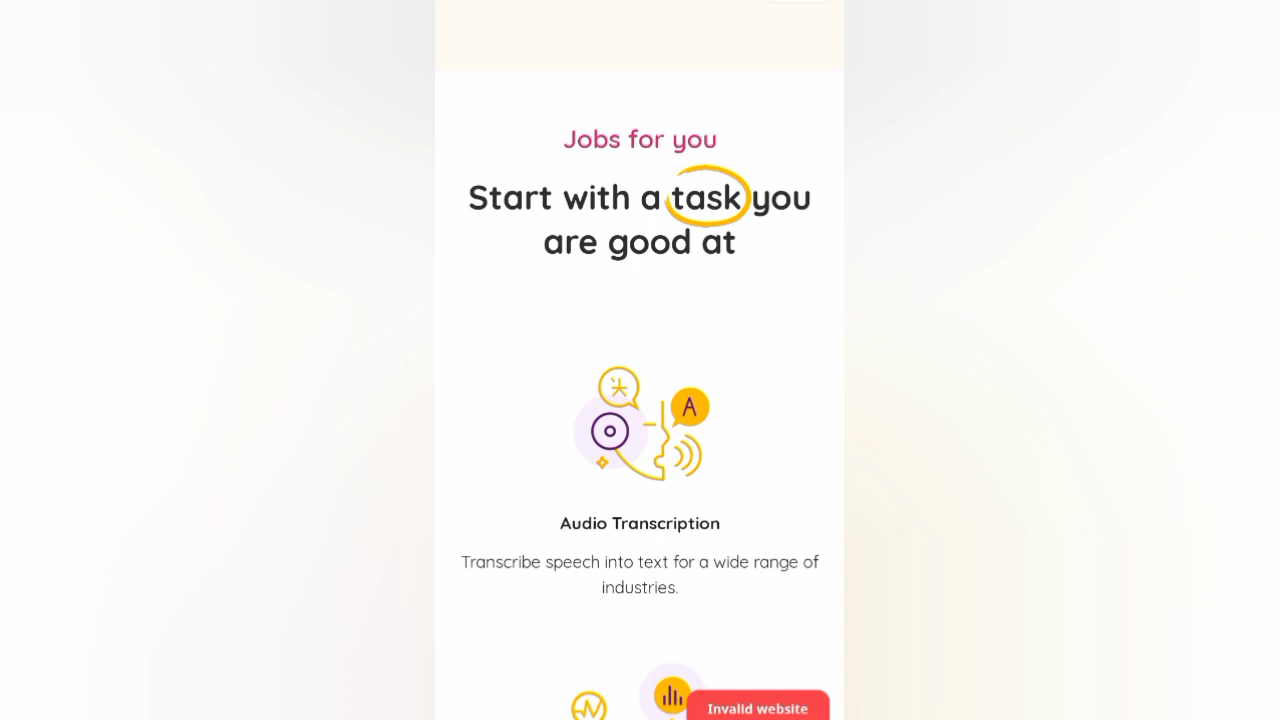 Jobs for you
Start with a task you
are good at
A
Audio Transcription
Transcribe speech into text for a wide range of
industries.
Invalid website